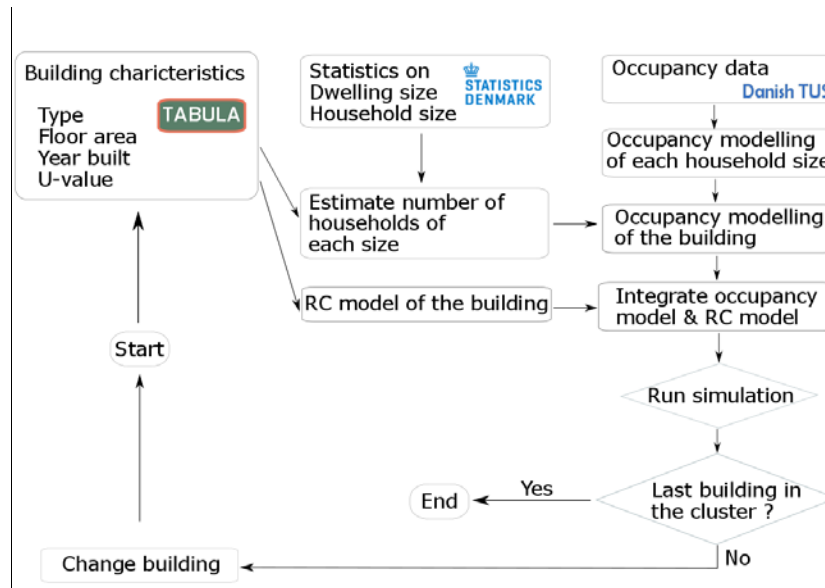 Building charicteristics
Type
TABULA
Floor area
Year built
U-value
Statistics on
Dwelling size
Household size
STATISTICS
DENMARK
Occupancy data
Danish TUS
Occupancy modelling
of each household size
Estimate number of
households of
each size
Occupancy modelling
of the building
RC model of the building
Integrate occupancy
model & RC model
Start
Run simulation
Last building in
the cluster ?
Yes
End
No
Change building